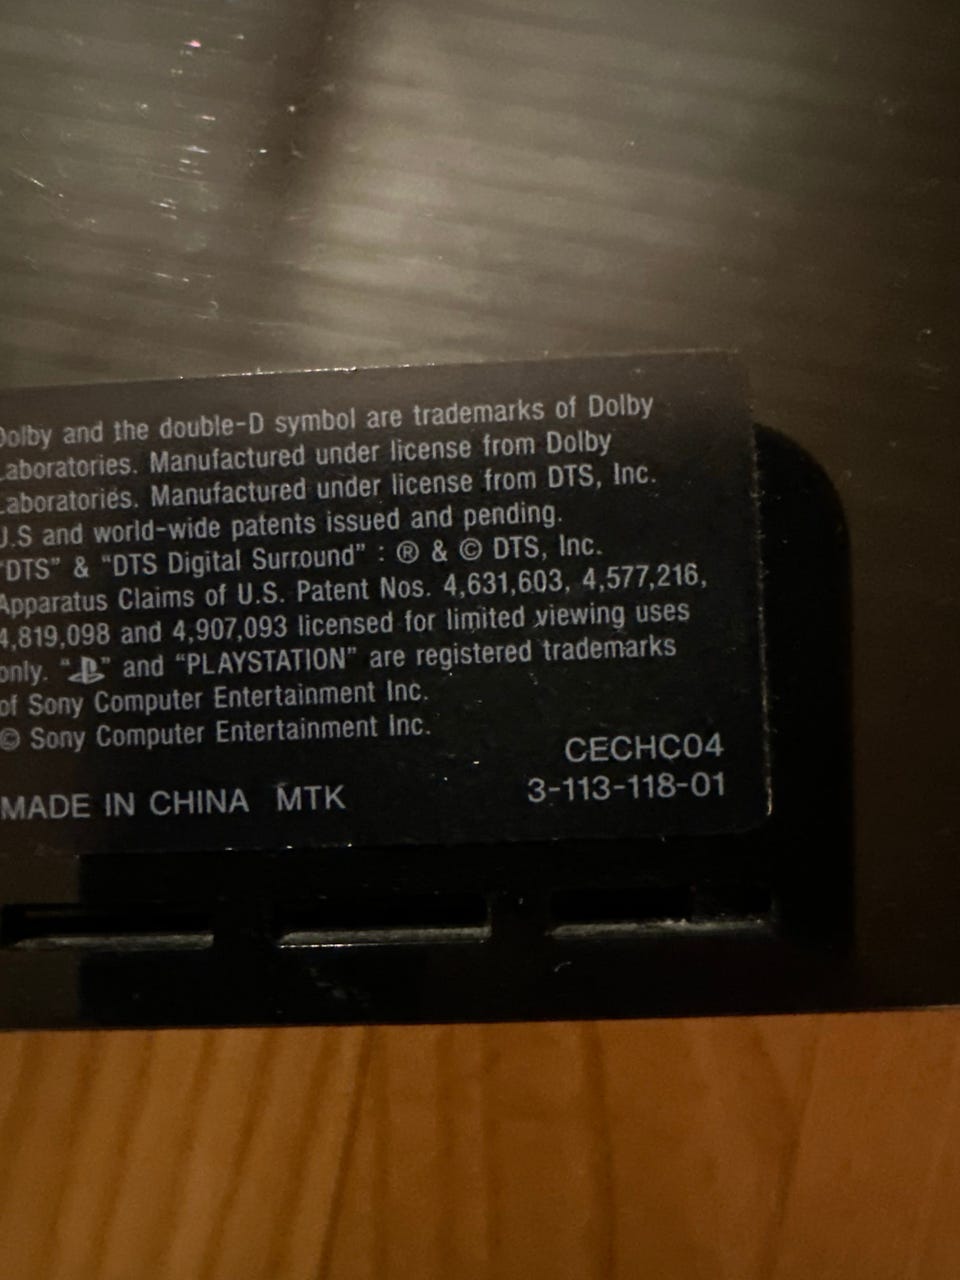 Dolby and the double-D symbol are trademarks of Dolby
Laboratories. Manufactured under license from Dolby
Laboratories. Manufactured under license from DTS, Inc.
U.S and world-wide patents issued and pending.
"DTS" & "DTS Digital Surround" : ® & © DTS, Inc.
Apparatus Claims of U.S. Patent Nos. 4,631,603, 4,577,216,
4,819,098 and 4,907,093 licensed for limited viewing uses
only. " " and "PLAYSTATION" are registered trademarks
of Sony Computer Entertainment Inc.
© Sony Computer Entertainment Inc.
CECHC04
MADE IN CHINA MTK 3-113-118-01